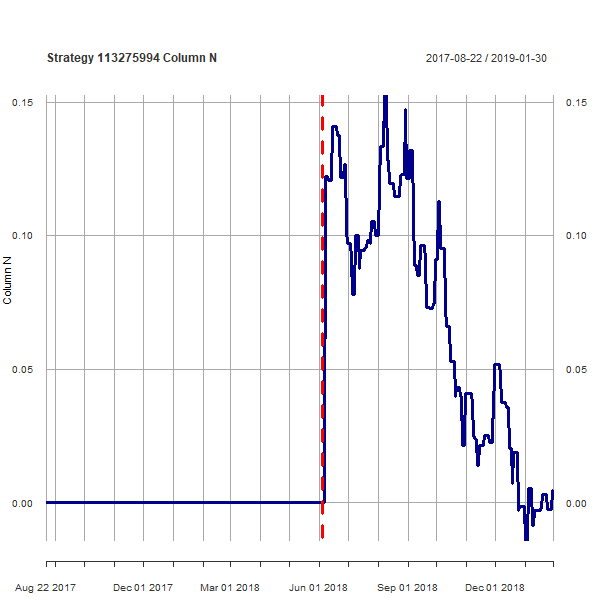 Strategy 113275994 Column N
2017-08-22 / 2019-01-30
0.15
0.15
0.10
0.10
Column N
0.05
0.05
0.00
0.00
Aug 22 2017
Dec 01 2017
Mar 01 2018
Jun 01 2018
Sep 01 2018
Dec 01 2018